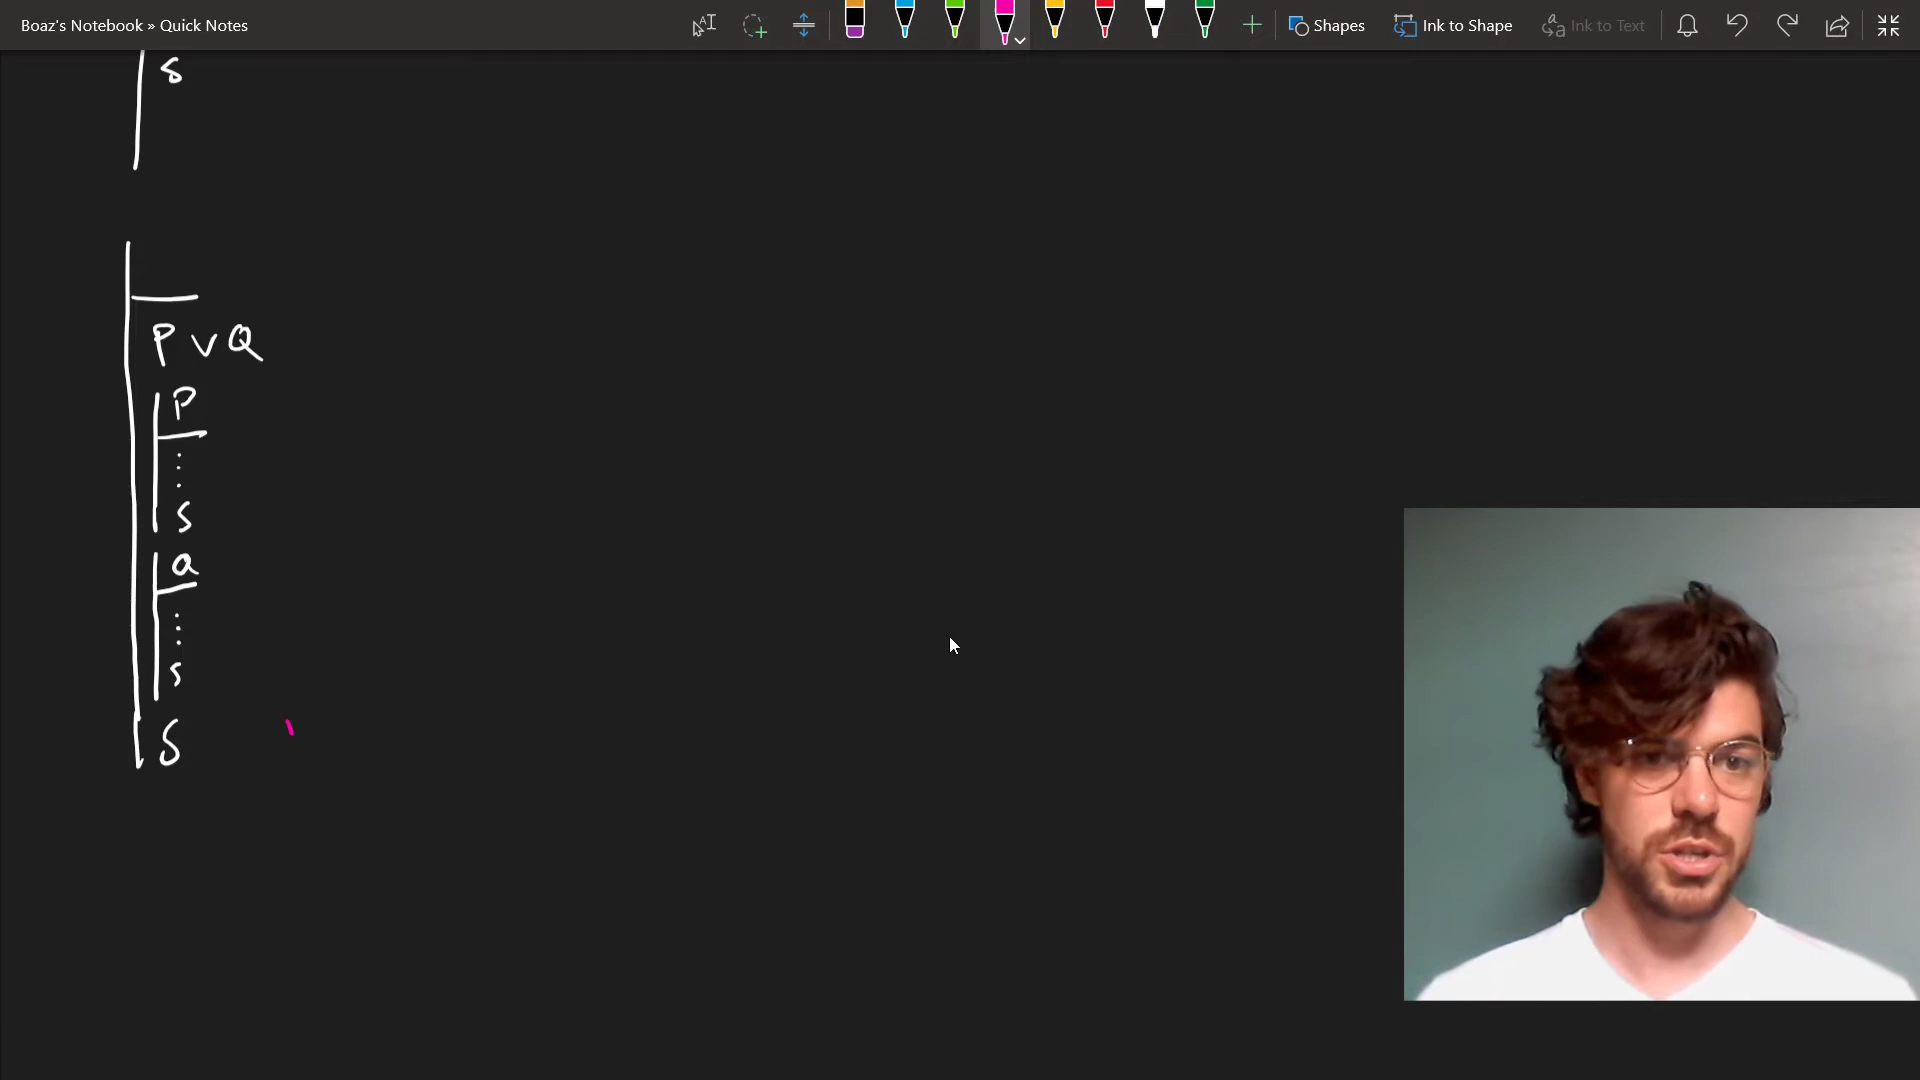 Boaz's Notebook » Quick Notes
Shapes
Ink to Shape
Ink to Text
S
P ∨ Q
P
⋮
S
Q
⋮
S
S